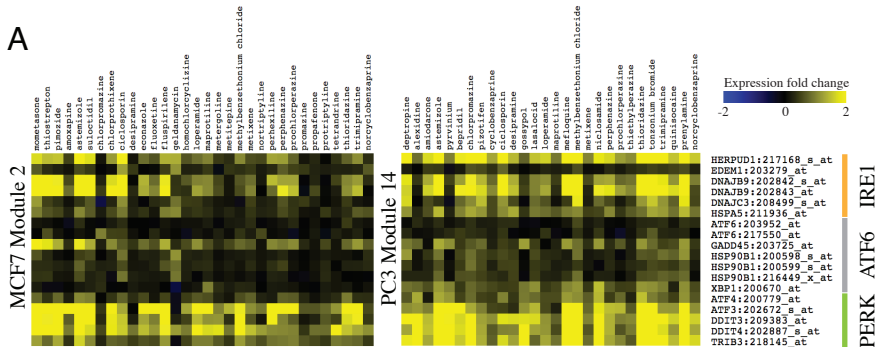 A
MCF7 Module 2
mometasone
thiostrepton
pimozide
amoxapine
astemizole
suloctidil
chlorpromazine
chlorprothixene
ciclosporin
desipramine
econazole
fluoxetine
fluspirilene
geldanamycin
homochlorcyclizine
loperamide
maprotiline
metergoline
metitepine
methylbenzethonium chloride
metixene
nortriptyline
perhexiline
perphenazine
prochlorperazine
promazine
propafenone
protriptyline
tetrandrine
thioridazine
trimipramine
norcyclobenzaprine
PC3 Module 14
deptropine
alexidine
amiodarone
astemizole
pyrvinium
bepridil
chlorpromazine
pizotifen
cyclobenzaprine
ciclosporin
desipramine
gossypol
lasalocid
loperamide
maprotiline
mefloquine
methylbenzethonium chloride
metixene
niclosamide
perphenazine
prochlorperazine
thiethylperazine
thioridazine
tonzonium bromide
trimipramine
trifluoperazine
prenylamine
norcyclobenzaprine
Expression fold change
-2 0 2
HERPUD1:217168_s_at
EDEM1:203279_at
DNAJB9:202842_s_at
DNAJB9:202843_at
DNAJC3:208499_s_at
HSPA5:211936_at
ATF6:203952_at
ATF6:217550_at
GADD45:203725_at
HSP90B1:200598_s_at
HSP90B1:200599_s_at
HSP90B1:216449_x_at
XBP1:200670_at
ATF4:200779_at
ATF3:202672_s_at
DDIT3:209383_at
DDIT4:202887_s_at
TRIB3:218145_at
IRE1
ATF6
PERK